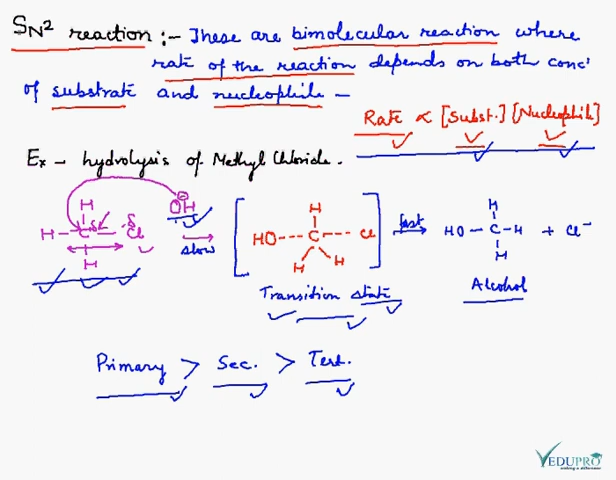 SN2 reaction :- These are bimolecular reaction where
rate of the reaction depends on both conc'
of substrate and nucleophile -
Rate ∝ [Subst.] [Nucleophile]
Ex - hydrolysis of Methyl Chloride.
H
H - C - Cl
δ δ
H
OH ⊖
slow
H
HO --- C --- Cl
H H
fast
H
HO - C - H + Cl⁻
H
Transition state
Alcohol
Primary > Sec. > Tert.
VEDUPRO
making a difference